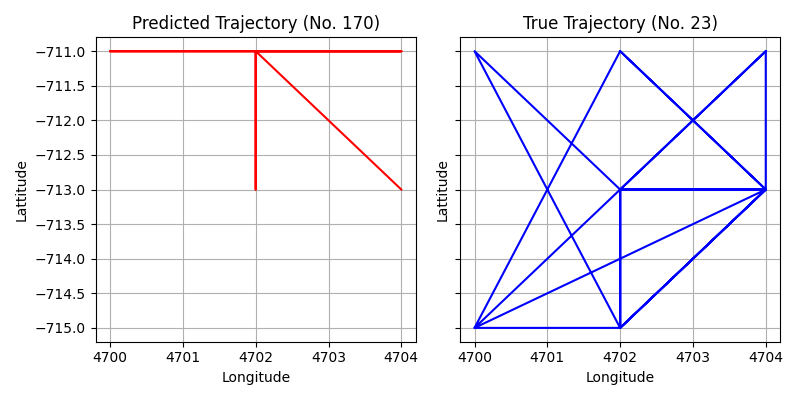 Predicted Trajectory (No. 170)
True Trajectory (No. 23)
−711.0
−711.5
−712.0
−712.5
−713.0
−713.5
−714.0
−714.5
−715.0
Lattitude
Lattitude
4700 4701 4702 4703 4704
4700 4701 4702 4703 4704
Longitude
Longitude